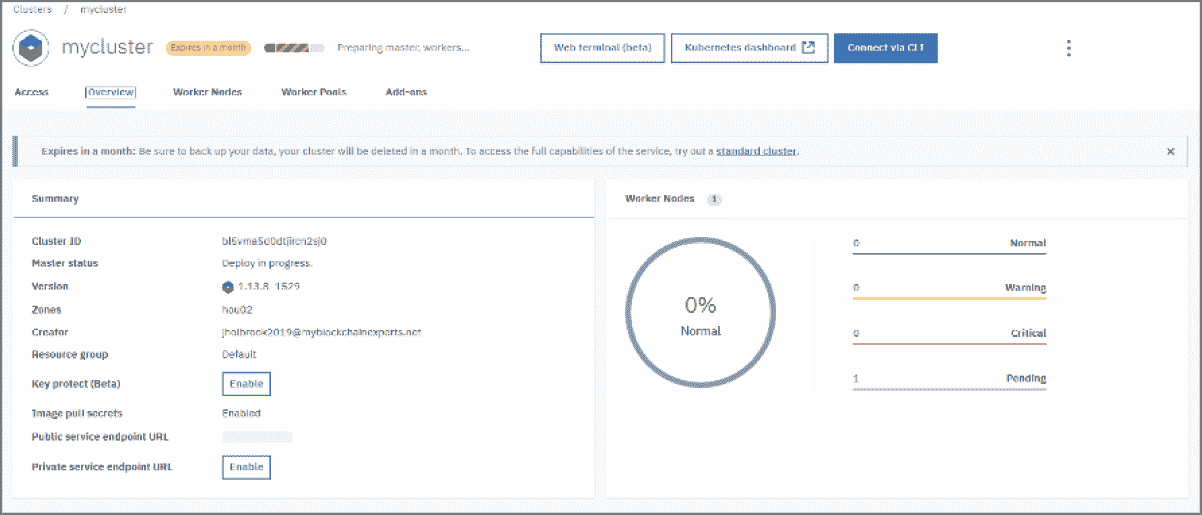 Clusters / mycluster
mycluster Expires in a month Preparing master, workers... Web terminal (beta) Kubernetes dashboard Connect via CLI
Access Overview Worker Nodes Worker Pools Add-ons
Expires in a month: Be sure to back up your data, your cluster will be deleted in a month. To access the full capabilities of the service, try out a standard cluster.
Summary
Cluster ID
Master status Deploy in progress.
Version 1.13.8_1529
Zones hou02
Creator jholbrook2019@myblockchainexperts.net
Resource group Default
Key protect (Beta) Enable
Image pull secrets Enabled
Public service endpoint URL
Private service endpoint URL Enable
Worker Nodes 1
0%
Normal
0 Normal
0 Warning
0 Critical
1 Pending